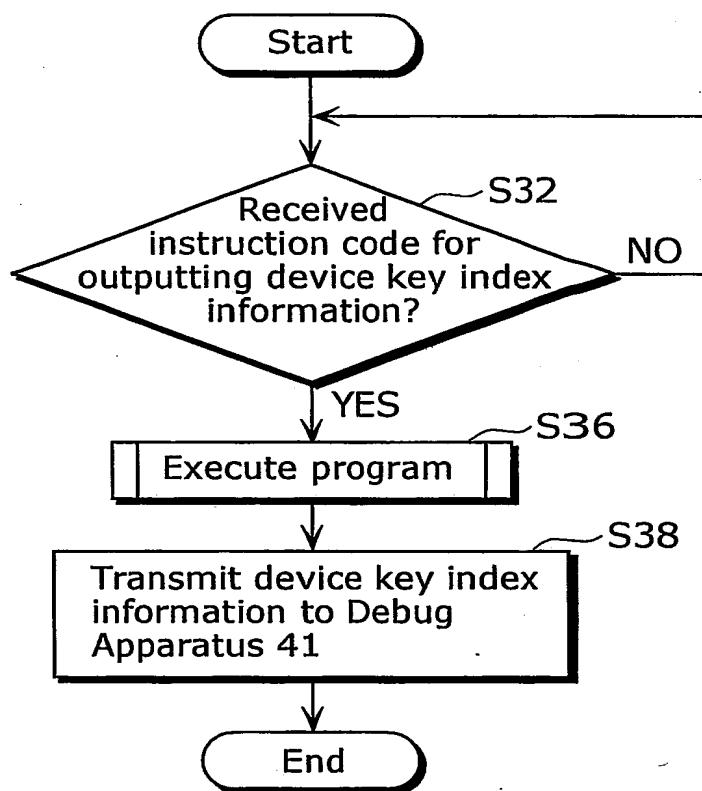 Start
S32
Received
instruction code for
outputting device key index
information?
NO
YES
S36
Execute program
S38
Transmit device key index
information to Debug
Apparatus 41
End